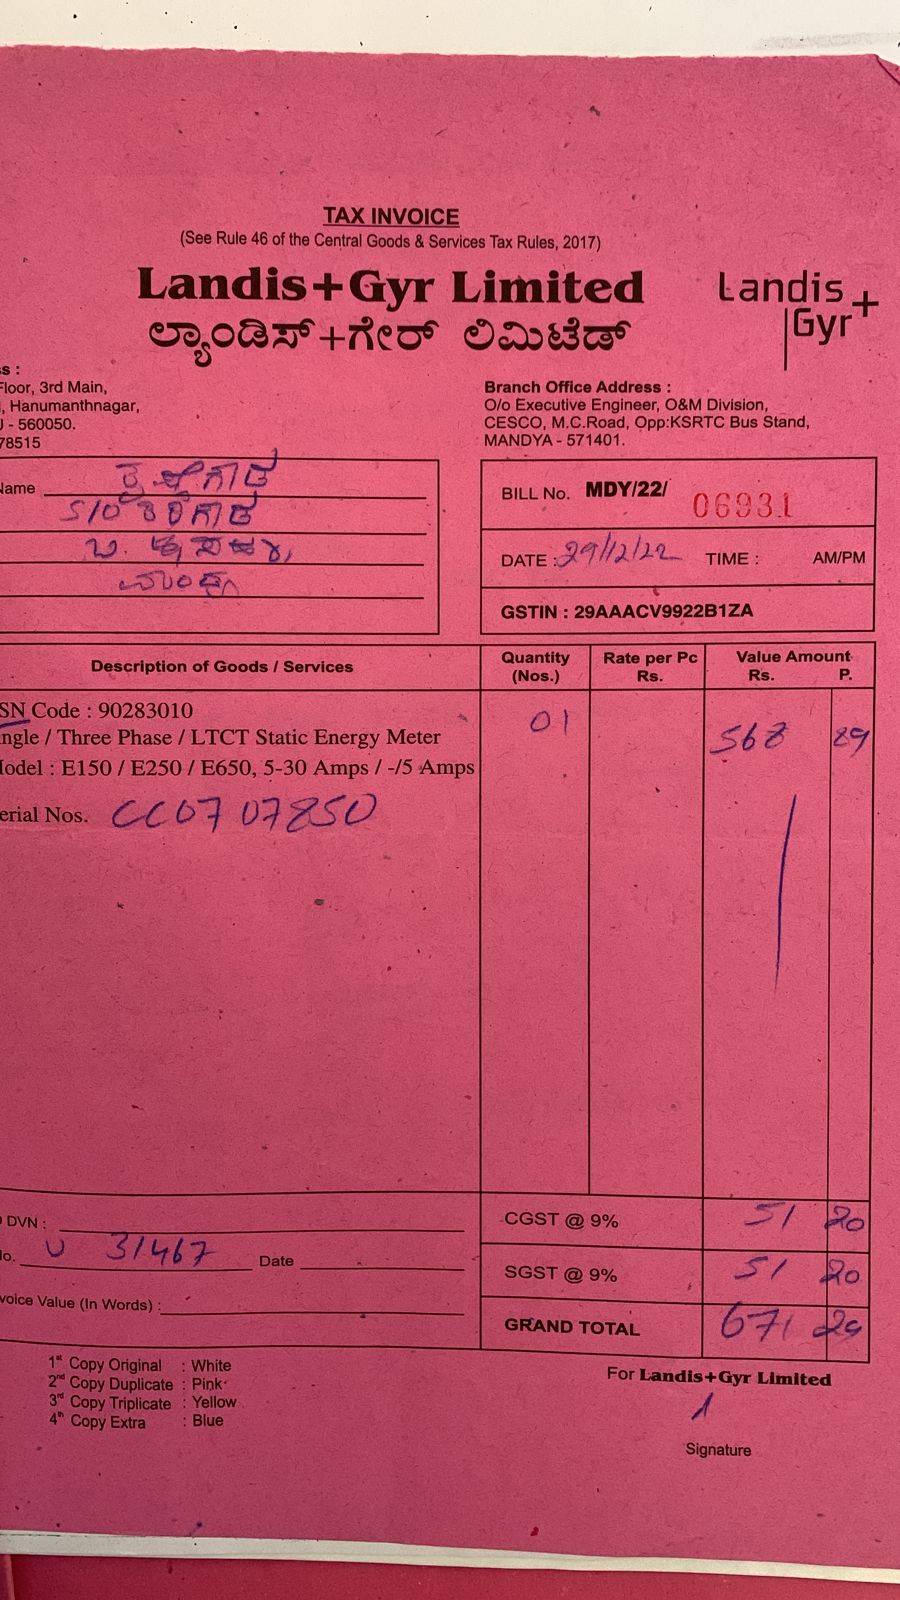 TAX INVOICE
(See Rule 46 of the Central Goods & Services Tax Rules, 2017)
Landis+Gyr Limited
Landis
Gyr+
ಲ್ಯಾಂಡಿಸ್+ಗೇರ್ ಲಿಮಿಟೆಡ್
s :
Floor, 3rd Main,
, Hanumanthnagar,
J - 560050.
78515
Branch Office Address :
O/o Executive Engineer, O&M Division,
CESCO, M.C.Road, Opp:KSRTC Bus Stand,
MANDYA - 571401.
Name
S/O
ಮಂಡ್ಯ
BILL No. MDY/22/ 06931
DATE : 29/12/22 TIME : AM/PM
GSTIN : 29AAACV9922B1ZA
Description of Goods / Services Quantity (Nos.) Rate per Pc Rs. Value Amount Rs. P.
SN Code : 90283010 01
ngle / Three Phase / LTCT Static Energy Meter 568 89
Model : E150 / E250 / E650, 5-30 Amps / -/5 Amps
erial Nos. CC0707850
DVN :
CGST @ 9% 51 20
lo. U 31467 Date
SGST @ 9% 51 20
voice Value (In Words) :
GRAND TOTAL 671 29
1st Copy Original : White
2nd Copy Duplicate : Pink
3rd Copy Triplicate : Yellow
4th Copy Extra : Blue
For Landis+Gyr Limited
Signature